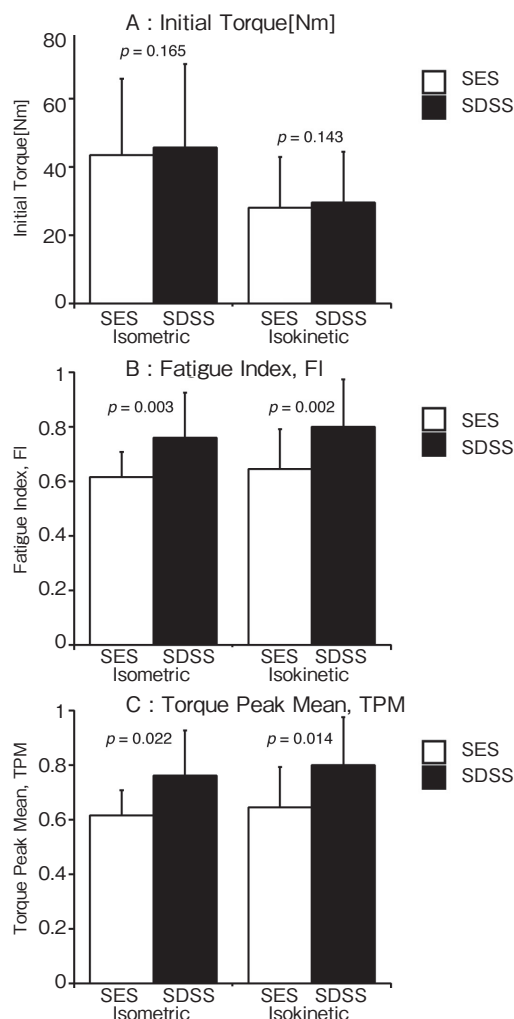 A : Initial Torque[Nm]
Initial Torque[Nm]
80
60
40
20
0
p = 0.165
p = 0.143
SES
SDSS
SES SDSS SES SDSS
Isometric Isokinetic
B : Fatigue Index, FI
Fatigue Index, FI
1
0.8
0.6
0.4
0.2
0
p = 0.003
p = 0.002
SES
SDSS
SES SDSS SES SDSS
Isometric Isokinetic
C : Torque Peak Mean, TPM
Torque Peak Mean, TPM
1
0.8
0.6
0.4
0.2
0
p = 0.022
p = 0.014
SES
SDSS
SES SDSS SES SDSS
Isometric Isokinetic